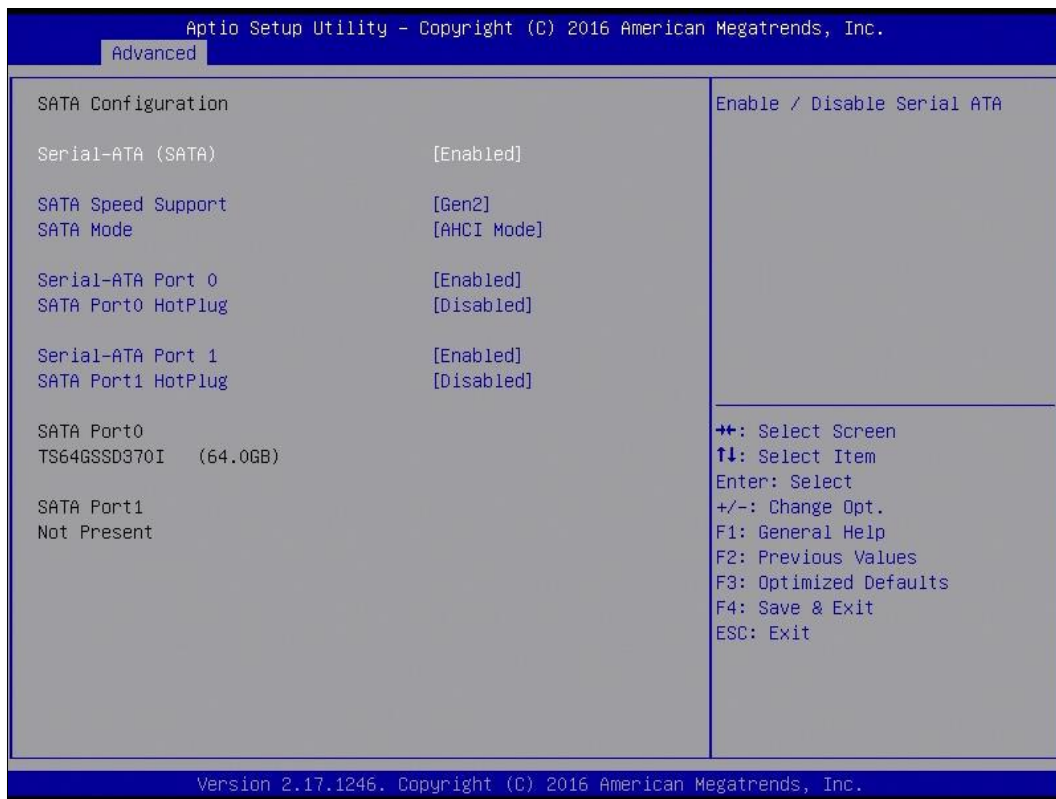 Aptio Setup Utility – Copyright (C) 2016 American Megatrends, Inc.
Advanced
SATA Configuration
Serial-ATA (SATA) [Enabled]
SATA Speed Support [Gen2]
SATA Mode [AHCI Mode]
Serial-ATA Port 0 [Enabled]
SATA Port0 HotPlug [Disabled]
Serial-ATA Port 1 [Enabled]
SATA Port1 HotPlug [Disabled]
SATA Port0
TS64GSSD370I (64.0GB)
SATA Port1
Not Present
Enable / Disable Serial ATA
→←: Select Screen
↑↓: Select Item
Enter: Select
+/-: Change Opt.
F1: General Help
F2: Previous Values
F3: Optimized Defaults
F4: Save & Exit
ESC: Exit
Version 2.17.1246. Copyright (C) 2016 American Megatrends, Inc.